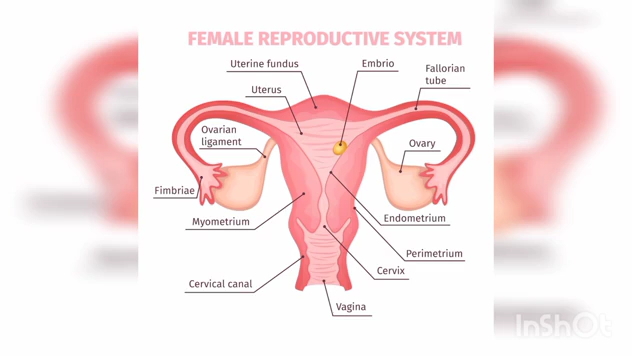 FEMALE REPRODUCTIVE SYSTEM
Uterine fundus
Embrio
Fallorian
tube
Uterus
Ovarian
ligament
Ovary
Fimbriae
Myometrium
Endometrium
Perimetrium
Cervix
Cervical canal
Vagina
InShOt